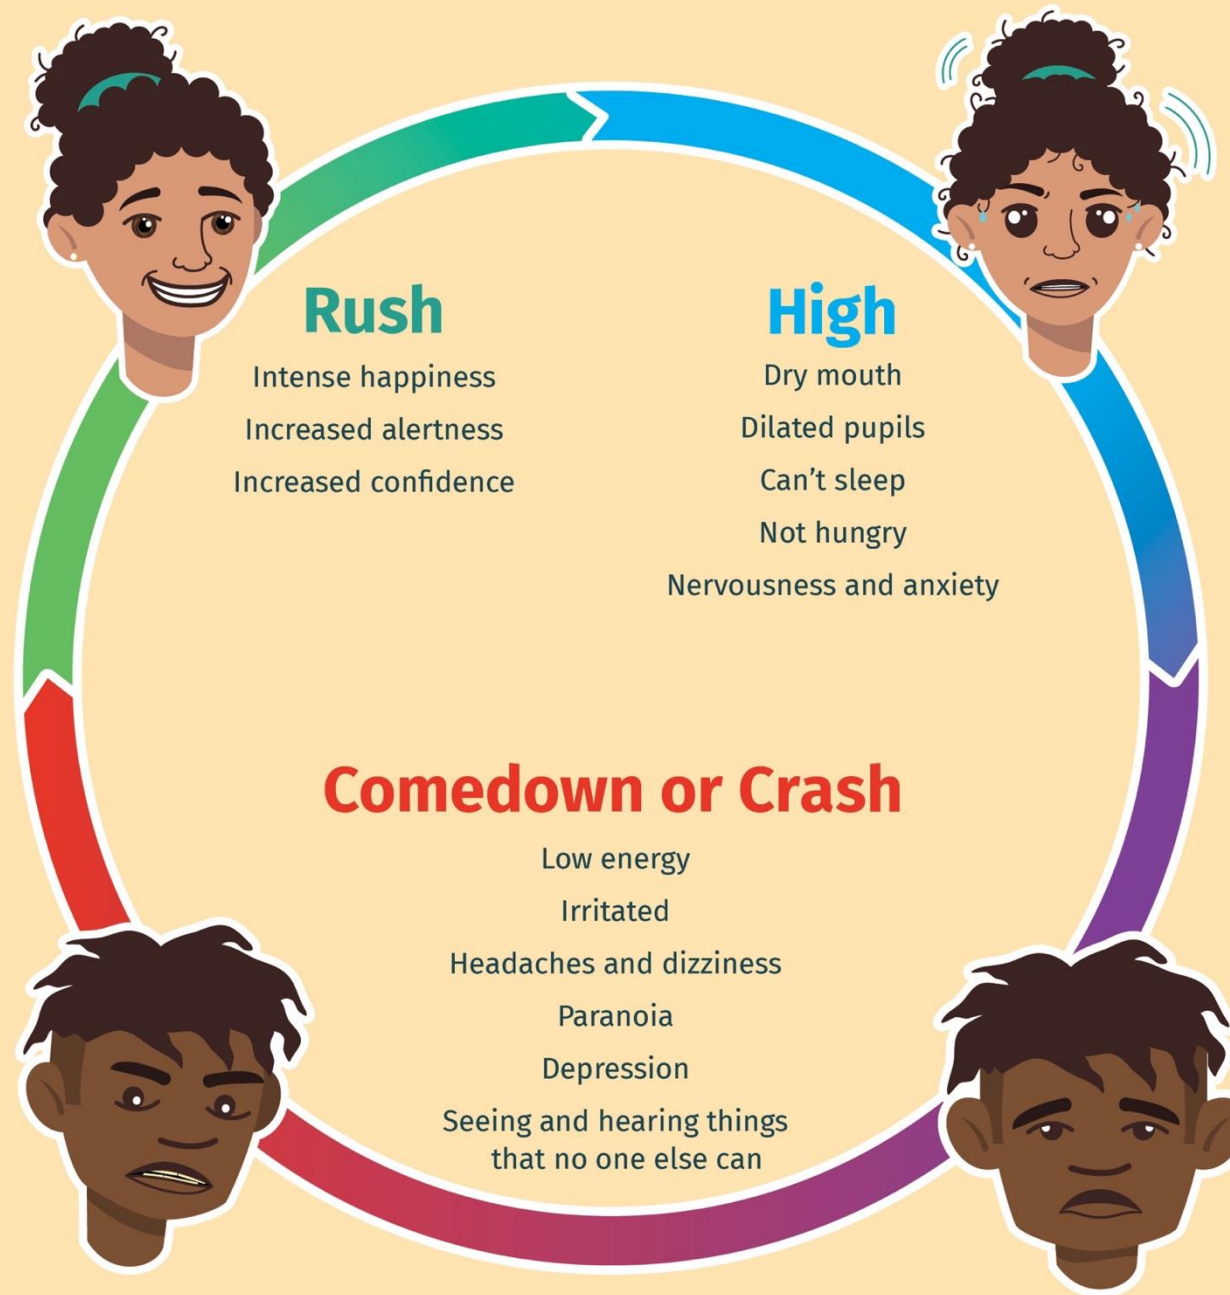 Rush
Intense happiness
Increased alertness
Increased confidence
High
Dry mouth
Dilated pupils
Can’t sleep
Not hungry
Nervousness and anxiety
Comedown or Crash
Low energy
Irritated
Headaches and dizziness
Paranoia
Depression
Seeing and hearing things
that no one else can